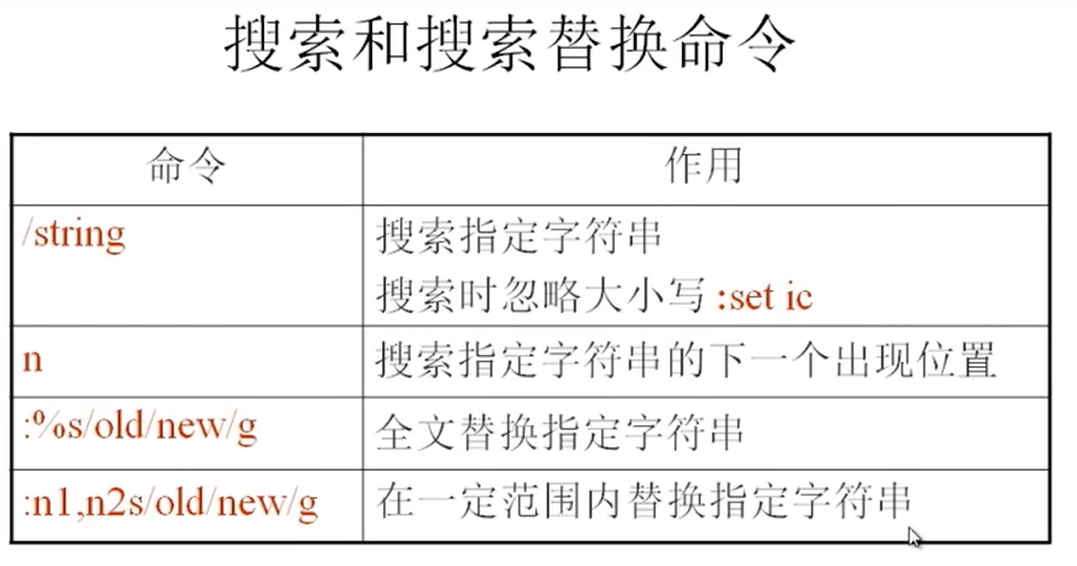 搜索和搜索替换命令
命令 作用
/string 搜索指定字符串
搜索时忽略大小写 :set ic
n 搜索指定字符串的下一个出现位置
:%s/old/new/g 全文替换指定字符串
:n1,n2s/old/new/g 在一定范围内替换指定字符串